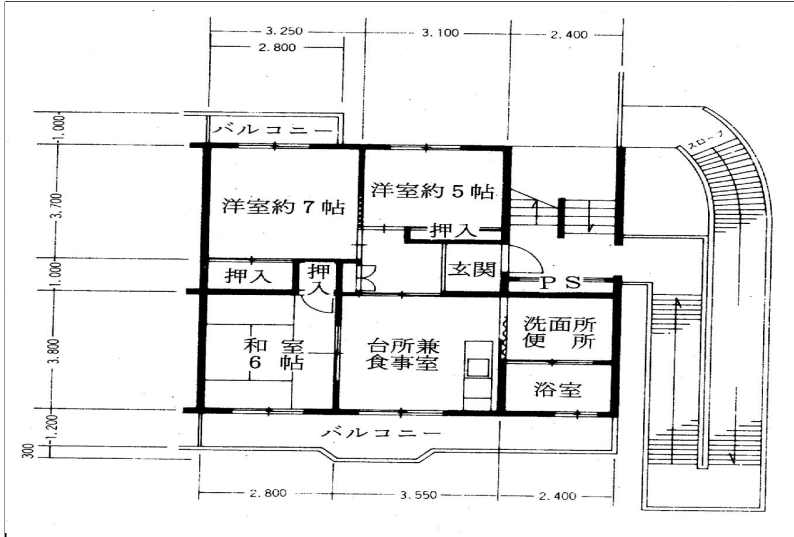 3.250
3.100
2.400
2.800
1,000
バルコニー
スロープ
3,700
洋室約7帖
洋室約5帖
押入
1,000
押入
押入
玄関
PS
3,800
和室
6帖
台所兼
食事室
洗面所
便所
浴室
1,200
300
バルコニー
2.800
3.550
2.400